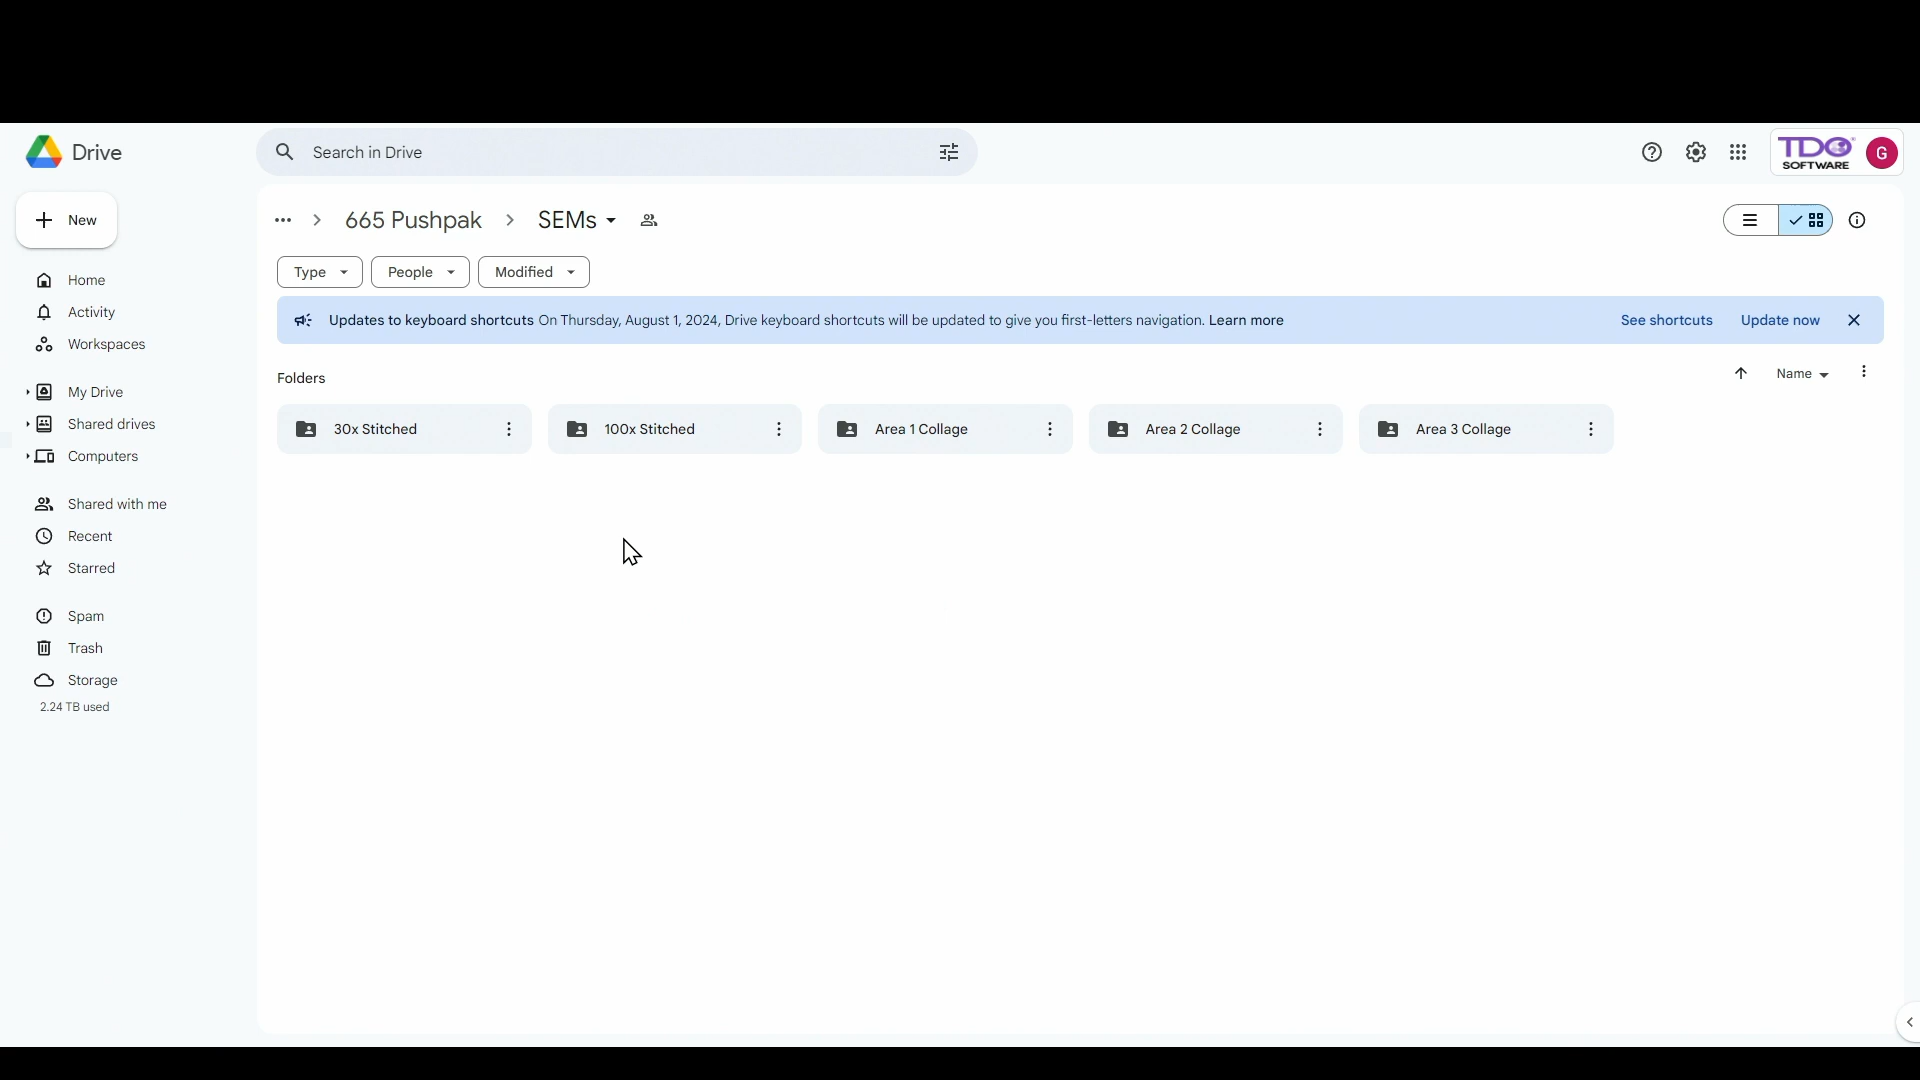 Drive
Search in Drive
TDO
SOFTWARE
G
New
665 Pushpak
SEMs
Type
People
Modified
Home
Activity
Workspaces
My Drive
Shared drives
Computers
Shared with me
Recent
Starred
Spam
Trash
Storage
2.24 TB used
Updates to keyboard shortcuts On Thursday, August 1, 2024, Drive keyboard shortcuts will be updated to give you first-letters navigation. Learn more
See shortcuts
Update now
Folders
Name
30x Stitched
100x Stitched
Area 1 Collage
Area 2 Collage
Area 3 Collage